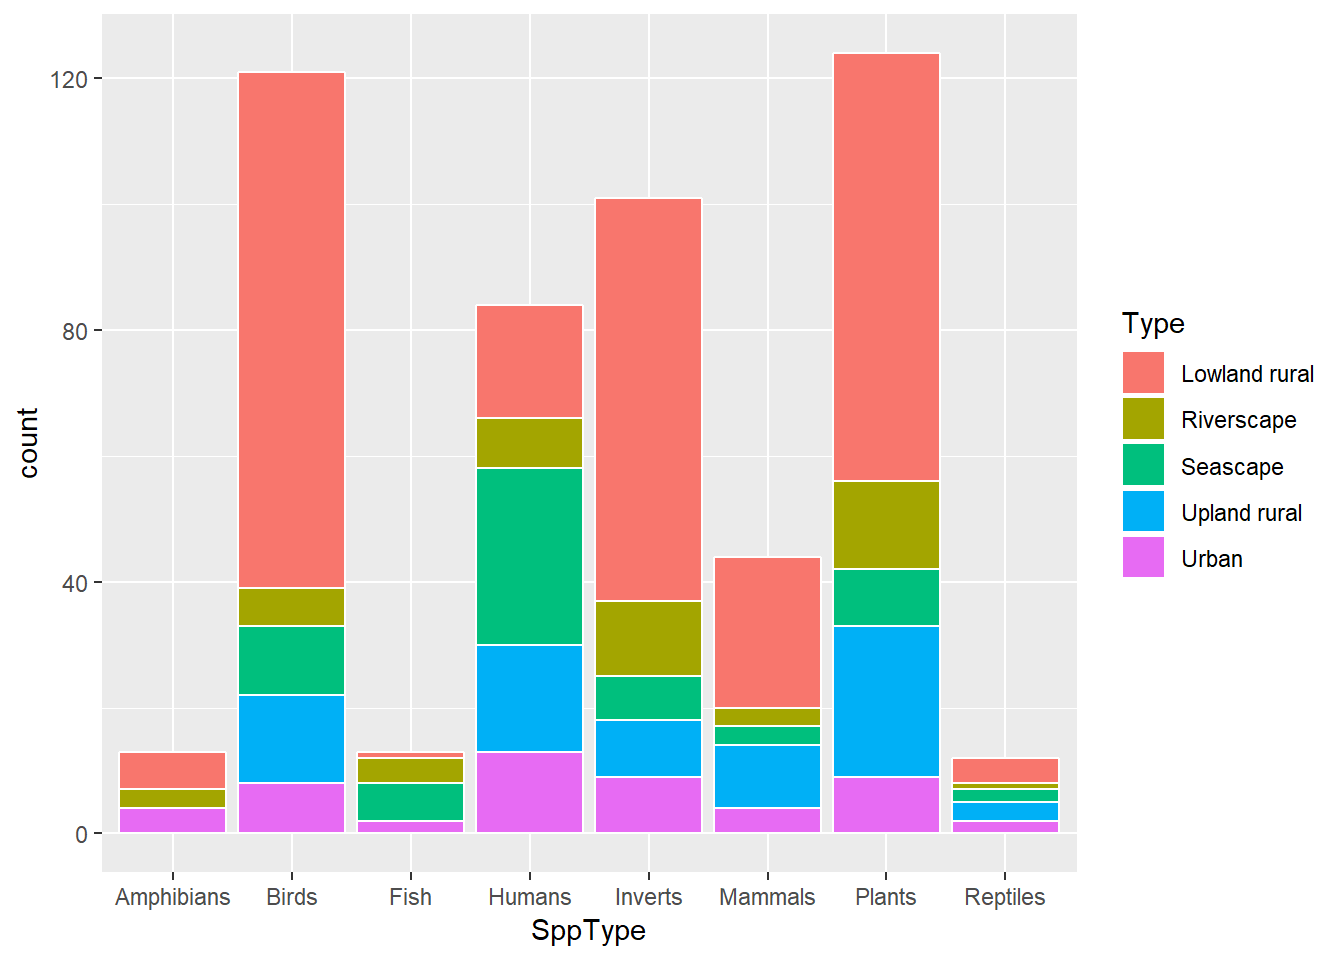 120
80
40
0
count
Amphibians Birds Fish Humans Inverts Mammals Plants Reptiles
SppType
Type
Lowland rural
Riverscape
Seascape
Upland rural
Urban